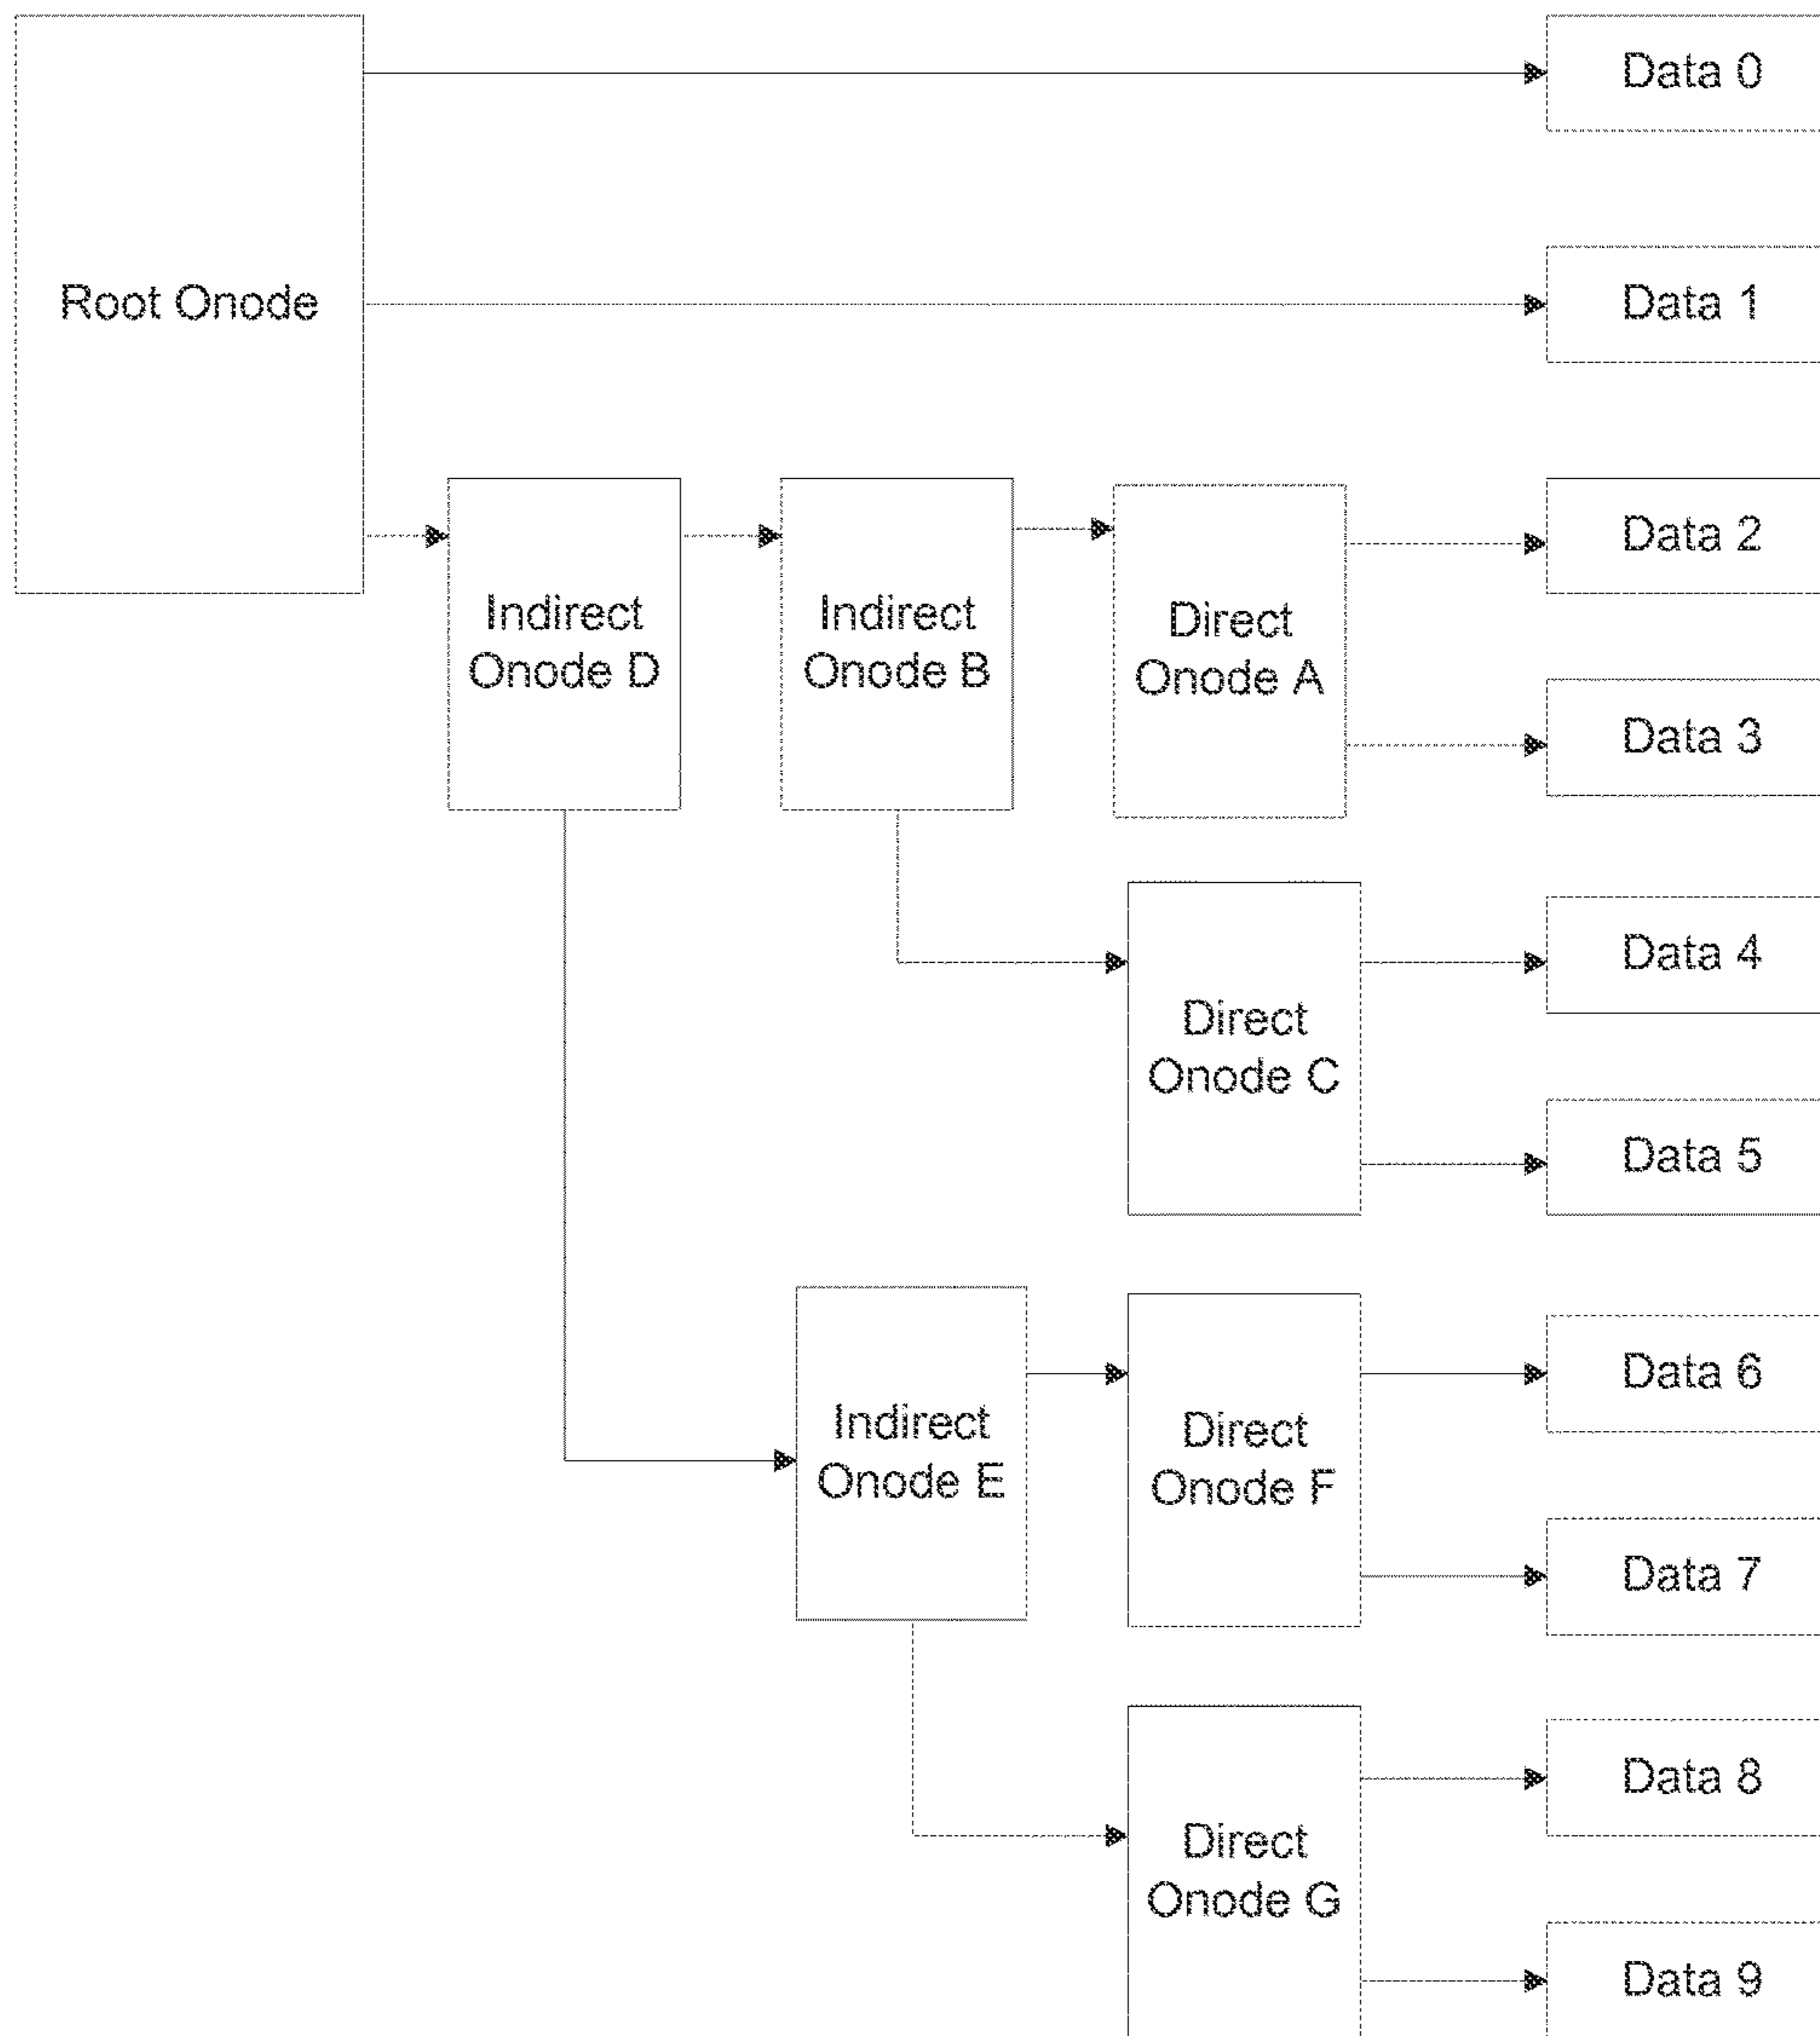 Data 0
Root Onode
Data 1
Indirect
Onode D
Indirect
Onode B
Direct
Onode A
Data 2
Data 3
Direct
Onode C
Data 4
Data 5
Indirect
Onode E
Direct
Onode F
Data 6
Data 7
Direct
Onode G
Data 8
Data 9